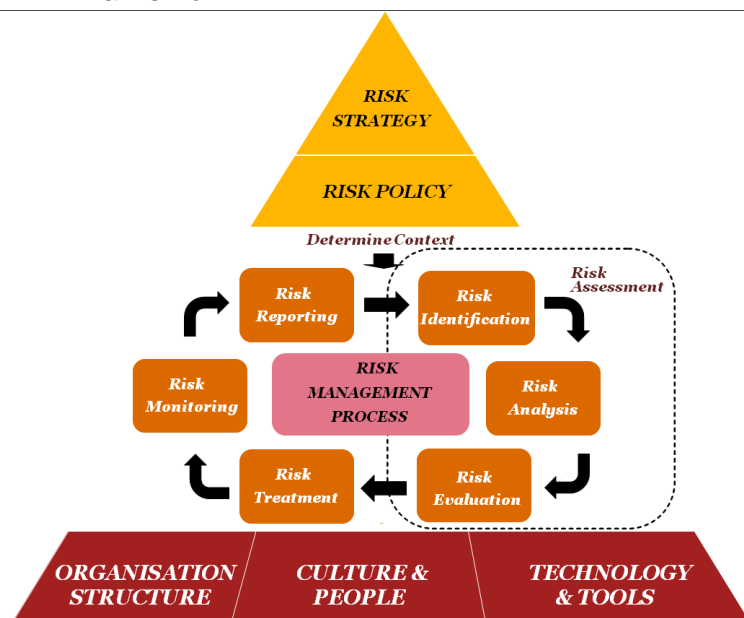 RISK
STRATEGY
RISK POLICY
Determine Context
Risk
Assessment
Risk
Reporting
Risk
Identification
Risk
Monitoring
RISK
MANAGEMENT
PROCESS
Risk
Analysis
Risk
Treatment
Risk
Evaluation
ORGANISATION
STRUCTURE
CULTURE &
PEOPLE
TECHNOLOGY
& TOOLS